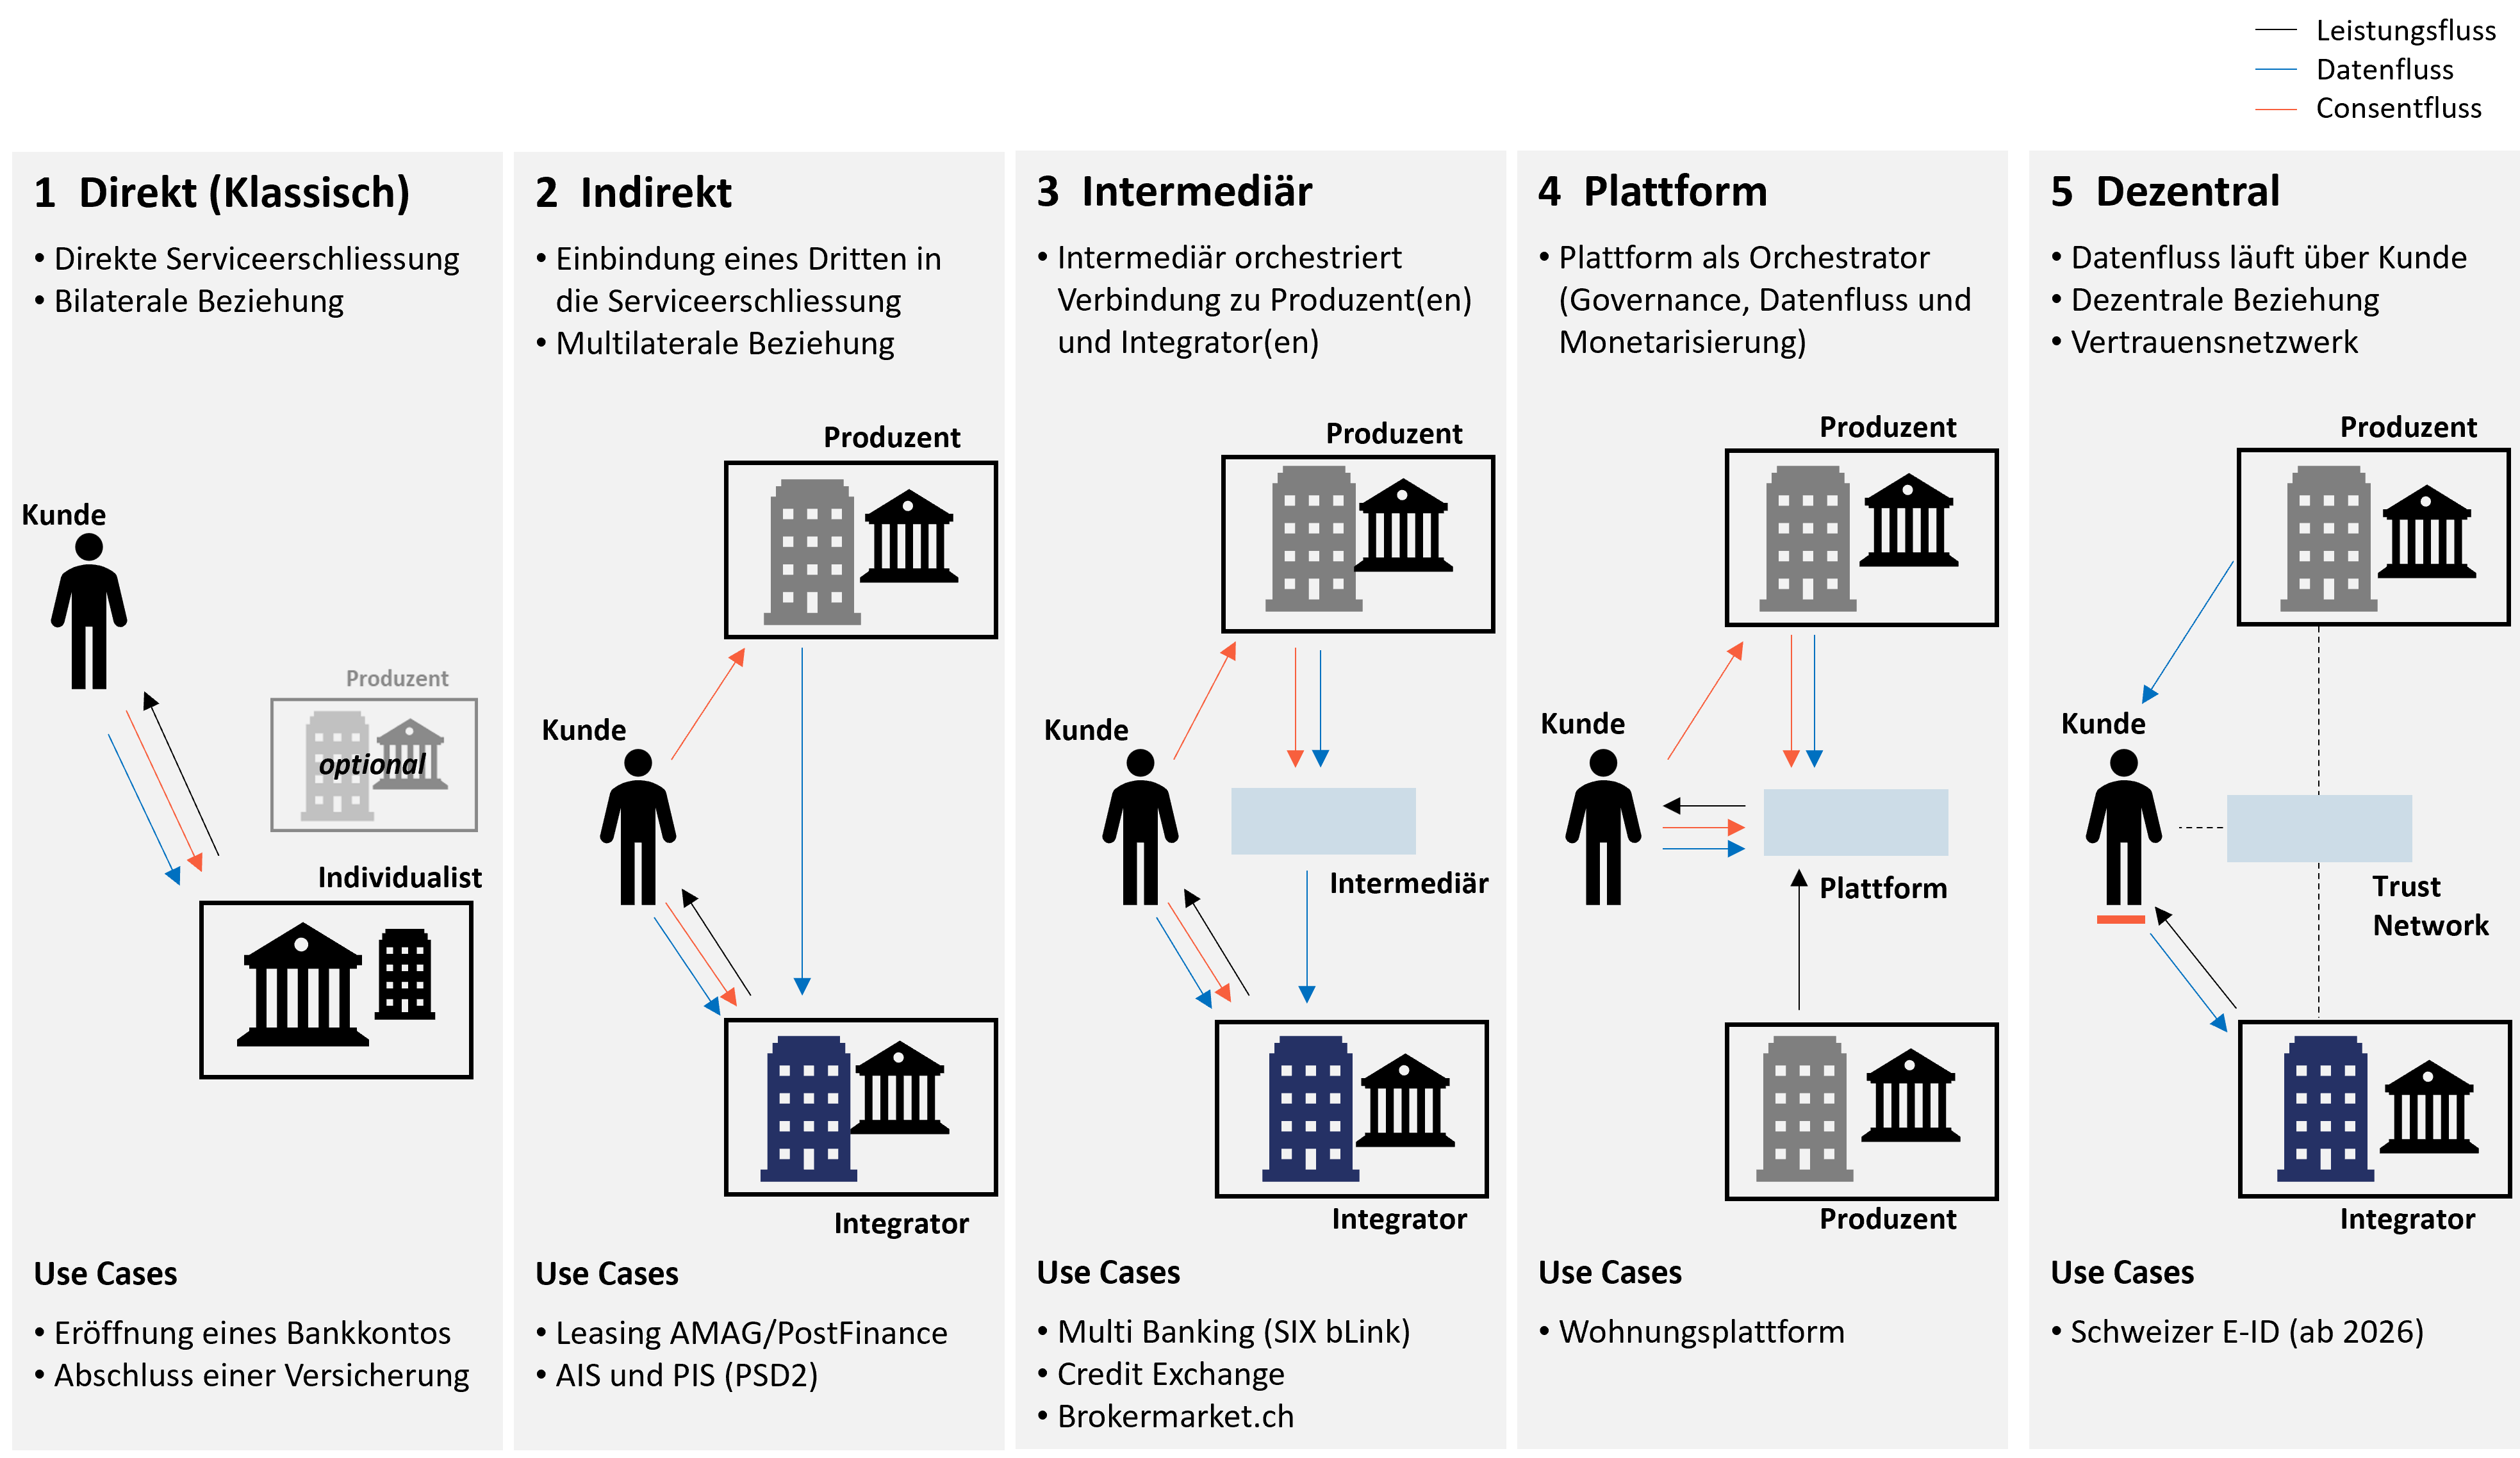 Leistungsfluss
Datenfluss
Consentfluss
1 Direkt (Klassisch)
• Direkte Serviceerschliessung
• Bilaterale Beziehung
Kunde
Produzent
optional
Individualist
Use Cases
• Eröffnung eines Bankkontos
• Abschluss einer Versicherung
2 Indirekt
• Einbindung eines Dritten in
die Serviceerschliessung
• Multilaterale Beziehung
Produzent
Kunde
Integrator
Use Cases
• Leasing AMAG/PostFinance
• AIS und PIS (PSD2)
3 Intermediär
• Intermediär orchestriert
Verbindung zu Produzent(en)
und Integrator(en)
Produzent
Kunde
Intermediär
Integrator
Use Cases
• Multi Banking (SIX bLink)
• Credit Exchange
• Brokermarket.ch
4 Plattform
• Plattform als Orchestrator
(Governance, Datenfluss und
Monetarisierung)
Produzent
Kunde
Plattform
Produzent
Use Cases
• Wohnungsplattform
5 Dezentral
• Datenfluss läuft über Kunde
• Dezentrale Beziehung
• Vertrauensnetzwerk
Produzent
Kunde
Trust
Network
Integrator
Use Cases
• Schweizer E-ID (ab 2026)